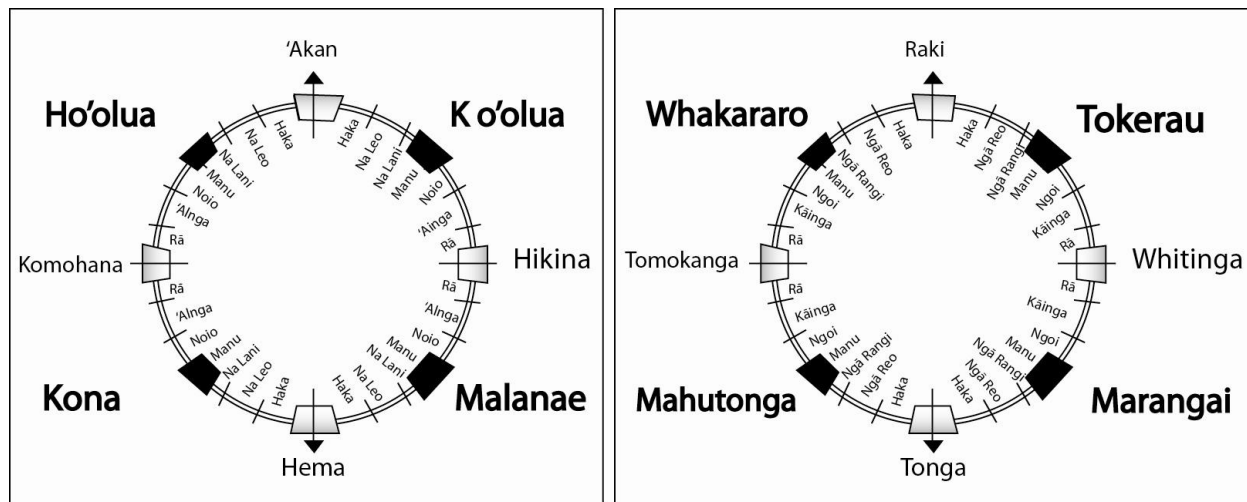 ‘Akan
Ho’olua
K o’olua
Haka
Na Leo
Na Lani
Manu
Noio
‘AInga
Rā
Haka
Na Leo
Na Lani
Manu
Noio
‘Ainga
Rā
Komohana
Hikina
Rā
‘AInga
Noio
Manu
Na Lani
Na Leo
Haka
Rā
‘AInga
Noio
Manu
Na Lani
Na Leo
Haka
Kona
Malanae
Hema
Raki
Whakararo
Tokerau
Haka
Ngā Reo
Ngā Rangi
Manu
Ngoi
Kāinga
Rā
Haka
Ngā Reo
Ngā Rangi
Manu
Ngoi
Kāinga
Rā
Tomokanga
Whitinga
Rā
Kāinga
Ngoi
Manu
Ngā Rangi
Ngā Reo
Haka
Rā
Kāinga
Ngoi
Manu
Ngā Rangi
Ngā Reo
Haka
Mahutonga
Marangai
Tonga